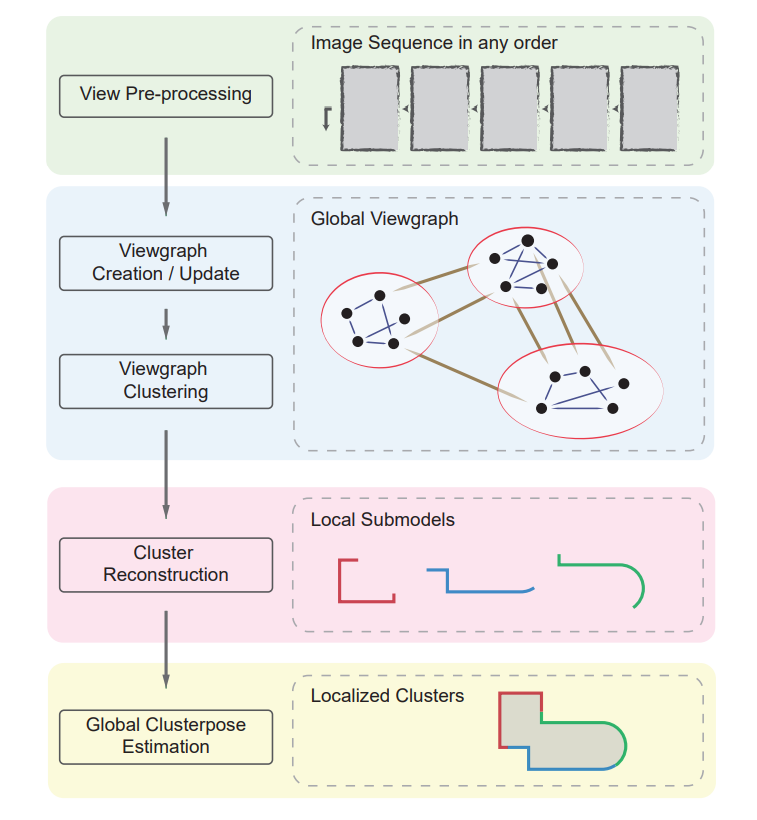 Image Sequence in any order
View Pre-processing
Global Viewgraph
Viewgraph
Creation / Update
Viewgraph
Clustering
Local Submodels
Cluster
Reconstruction
Localized Clusters
Global Clusterpose
Estimation